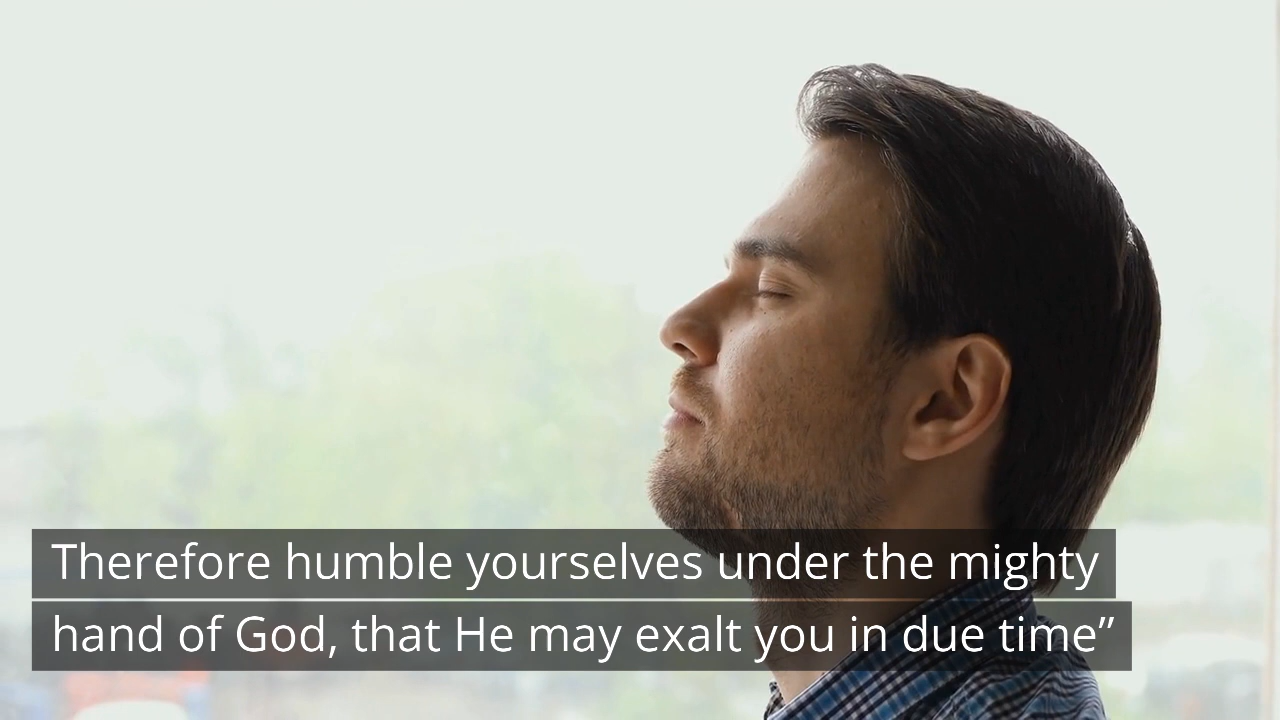 Therefore humble yourselves under the mighty
hand of God, that He may exalt you in due time”